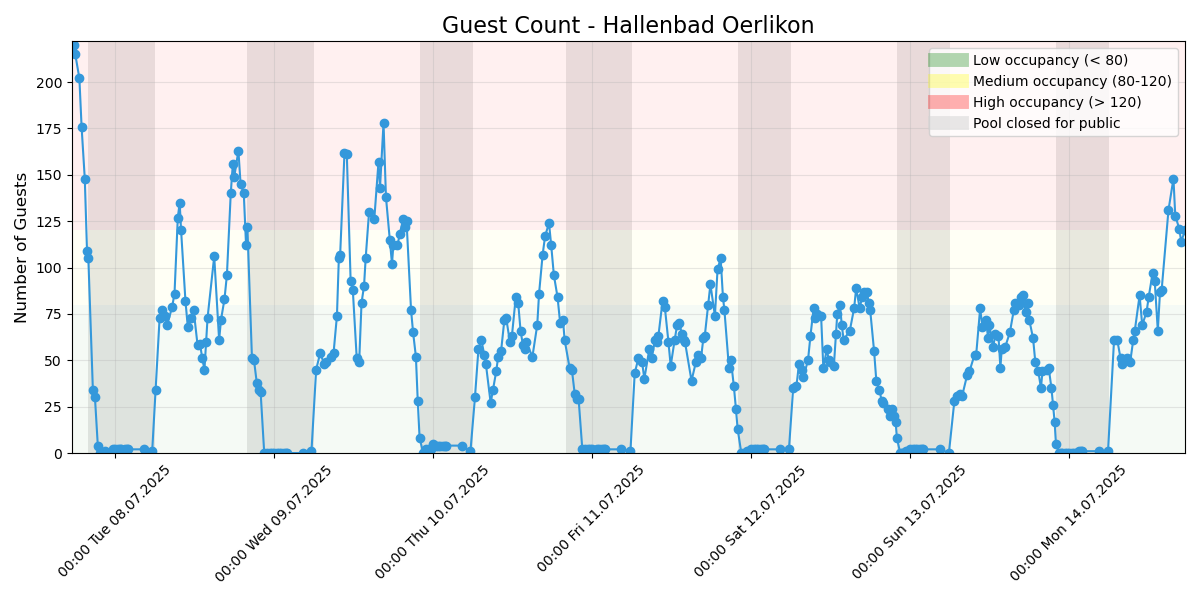 Guest Count - Hallenbad Oerlikon
Number of Guests
200
175
150
125
100
75
50
25
0
Low occupancy (< 80)
Medium occupancy (80-120)
High occupancy (> 120)
Pool closed for public
00:00 Tue 08.07.2025
00:00 Wed 09.07.2025
00:00 Thu 10.07.2025
00:00 Fri 11.07.2025
00:00 Sat 12.07.2025
00:00 Sun 13.07.2025
00:00 Mon 14.07.2025